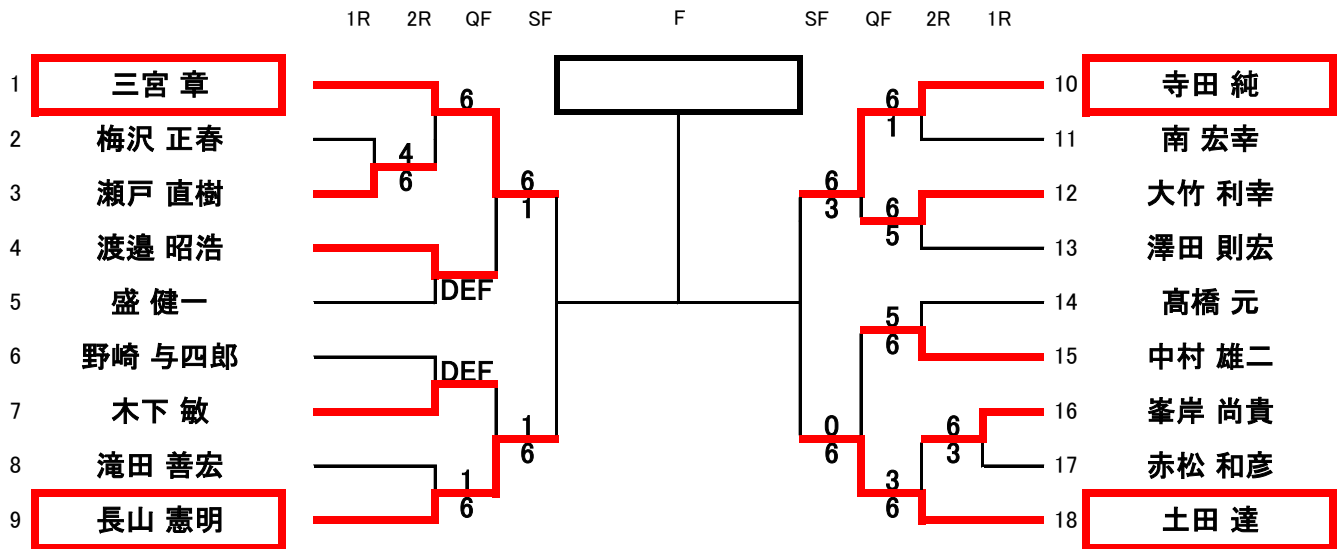 1R 2R QF SF F SF QF 2R 1R
1 三宮 章 6 6 10 寺田 純
2 梅沢 正春 1 11 南 宏幸
4
3 瀬戸 直樹 6 6 6 6 12 大竹 利幸
1 3
4 渡邉 昭浩 5 13 澤田 則宏
5 盛 健一 DEF 14 髙橋 元
5
6 野崎 与四郎 6 15 中村 雄二
DEF
7 木下 敏 1 0 6 16 峯岸 尚貴
6 6 3
8 滝田 善宏 1 3 17 赤松 和彦
9 長山 憲明 6 6 18 土田 達